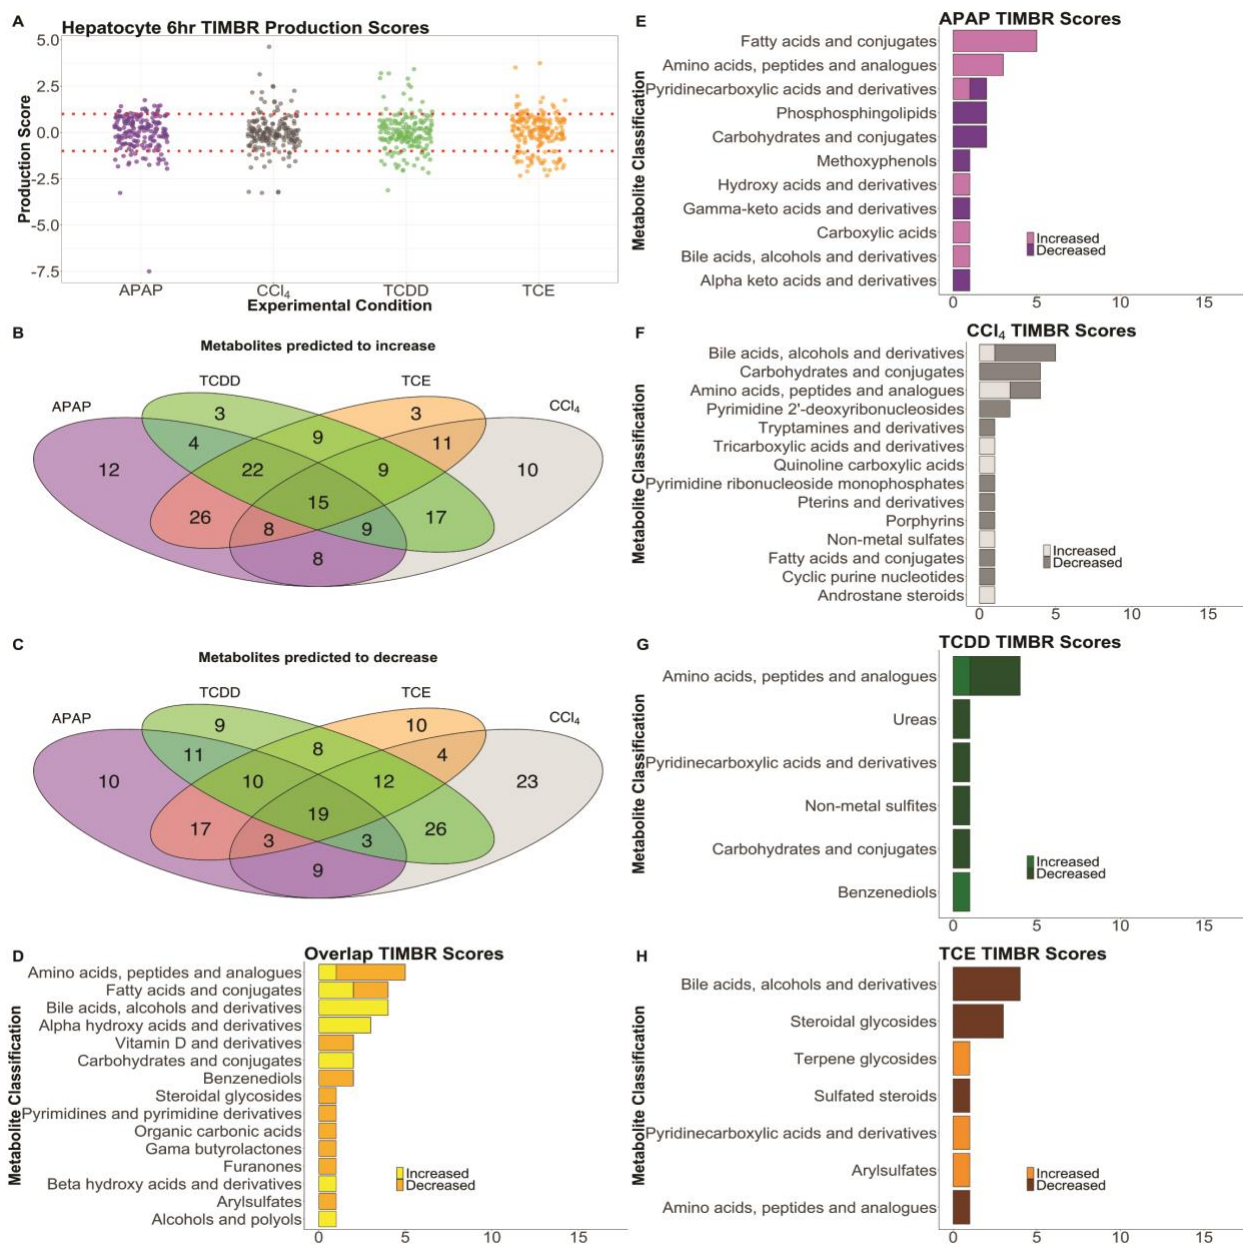 A
Hepatocyte 6hr TIMBR Production Scores
Production Score
5.0
2.5
0.0
-2.5
-5.0
-7.5
APAP
CCl₄
TCDD
TCE
Experimental Condition
B
Metabolites predicted to increase
TCDD
TCE
APAP
CCl₄
3
3
4
9
11
12
22
9
10
15
26
8
9
17
8
C
Metabolites predicted to decrease
TCDD
TCE
APAP
CCl₄
9
10
11
8
4
10
10
12
23
19
17
3
3
26
9
D
Overlap TIMBR Scores
Metabolite Classification
Amino acids, peptides and analogues
Fatty acids and conjugates
Bile acids, alcohols and derivatives
Alpha hydroxy acids and derivatives
Vitamin D and derivatives
Carbohydrates and conjugates
Benzenediols
Steroidal glycosides
Pyrimidines and pyrimidine derivatives
Organic carbonic acids
Gama butyrolactones
Furanones
Beta hydroxy acids and derivatives
Arylsulfates
Alcohols and polyols
Increased
Decreased
0 5 10 15
E
APAP TIMBR Scores
Metabolite Classification
Fatty acids and conjugates
Amino acids, peptides and analogues
Pyridinecarboxylic acids and derivatives
Phosphosphingolipids
Carbohydrates and conjugates
Methoxyphenols
Hydroxy acids and derivatives
Gamma-keto acids and derivatives
Carboxylic acids
Bile acids, alcohols and derivatives
Alpha keto acids and derivatives
Increased
Decreased
0 5 10 15
F
CCl₄ TIMBR Scores
Metabolite Classification
Bile acids, alcohols and derivatives
Carbohydrates and conjugates
Amino acids, peptides and analogues
Pyrimidine 2'-deoxyribonucleosides
Tryptamines and derivatives
Tricarboxylic acids and derivatives
Quinoline carboxylic acids
Pyrimidine ribonucleoside monophosphates
Pterins and derivatives
Porphyrins
Non-metal sulfates
Fatty acids and conjugates
Cyclic purine nucleotides
Androstane steroids
Increased
Decreased
0 5 10 15
G
TCDD TIMBR Scores
Metabolite Classification
Amino acids, peptides and analogues
Ureas
Pyridinecarboxylic acids and derivatives
Non-metal sulfites
Carbohydrates and conjugates
Benzenediols
Increased
Decreased
0 5 10 15
H
TCE TIMBR Scores
Metabolite Classification
Bile acids, alcohols and derivatives
Steroidal glycosides
Terpene glycosides
Sulfated steroids
Pyridinecarboxylic acids and derivatives
Arylsulfates
Amino acids, peptides and analogues
Increased
Decreased
0 5 10 15